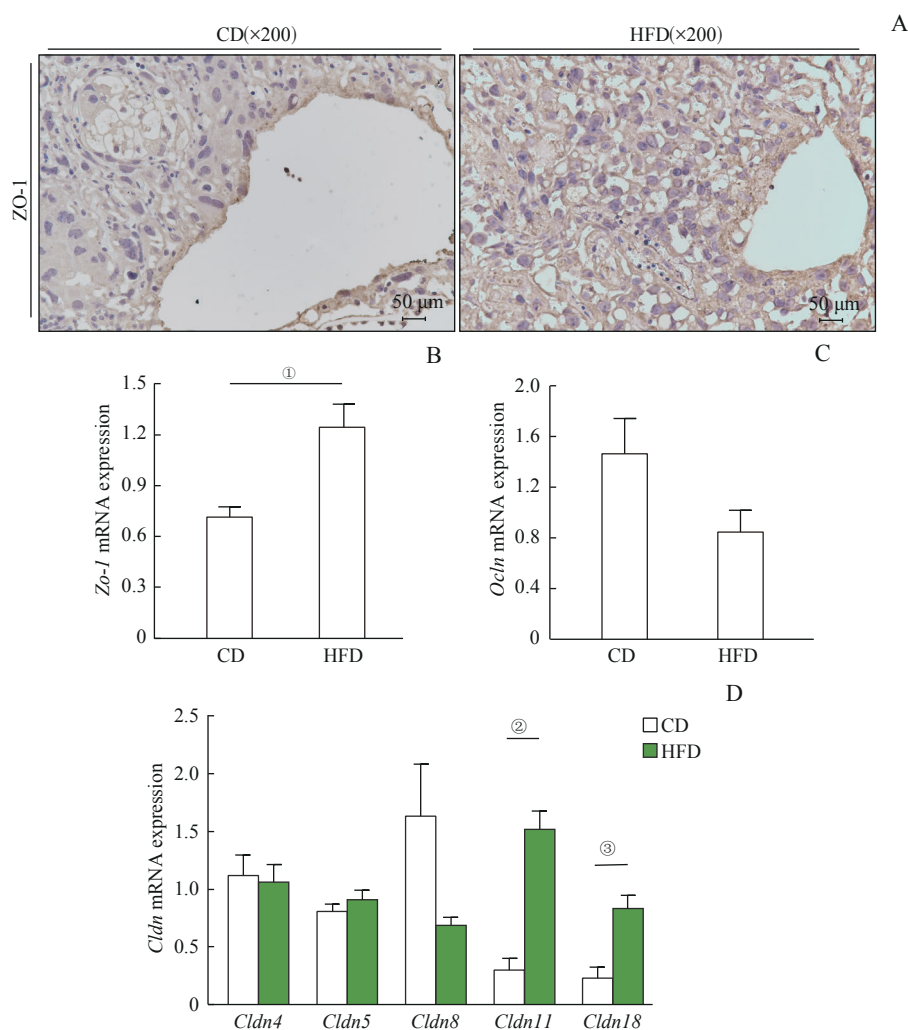 A
CD(×200)
HFD(×200)
ZO-1
50 μm
50 μm
B
①
1.5
1.2
0.9
0.6
0.3
0
Zo-1 mRNA expression
CD
HFD
C
2.0
1.6
1.2
0.8
0.4
0
Ocln mRNA expression
CD
HFD
D
CD
HFD
②
③
2.5
2.0
1.5
1.0
0.5
0
Cldn mRNA expression
Cldn4
Cldn5
Cldn8
Cldn11
Cldn18